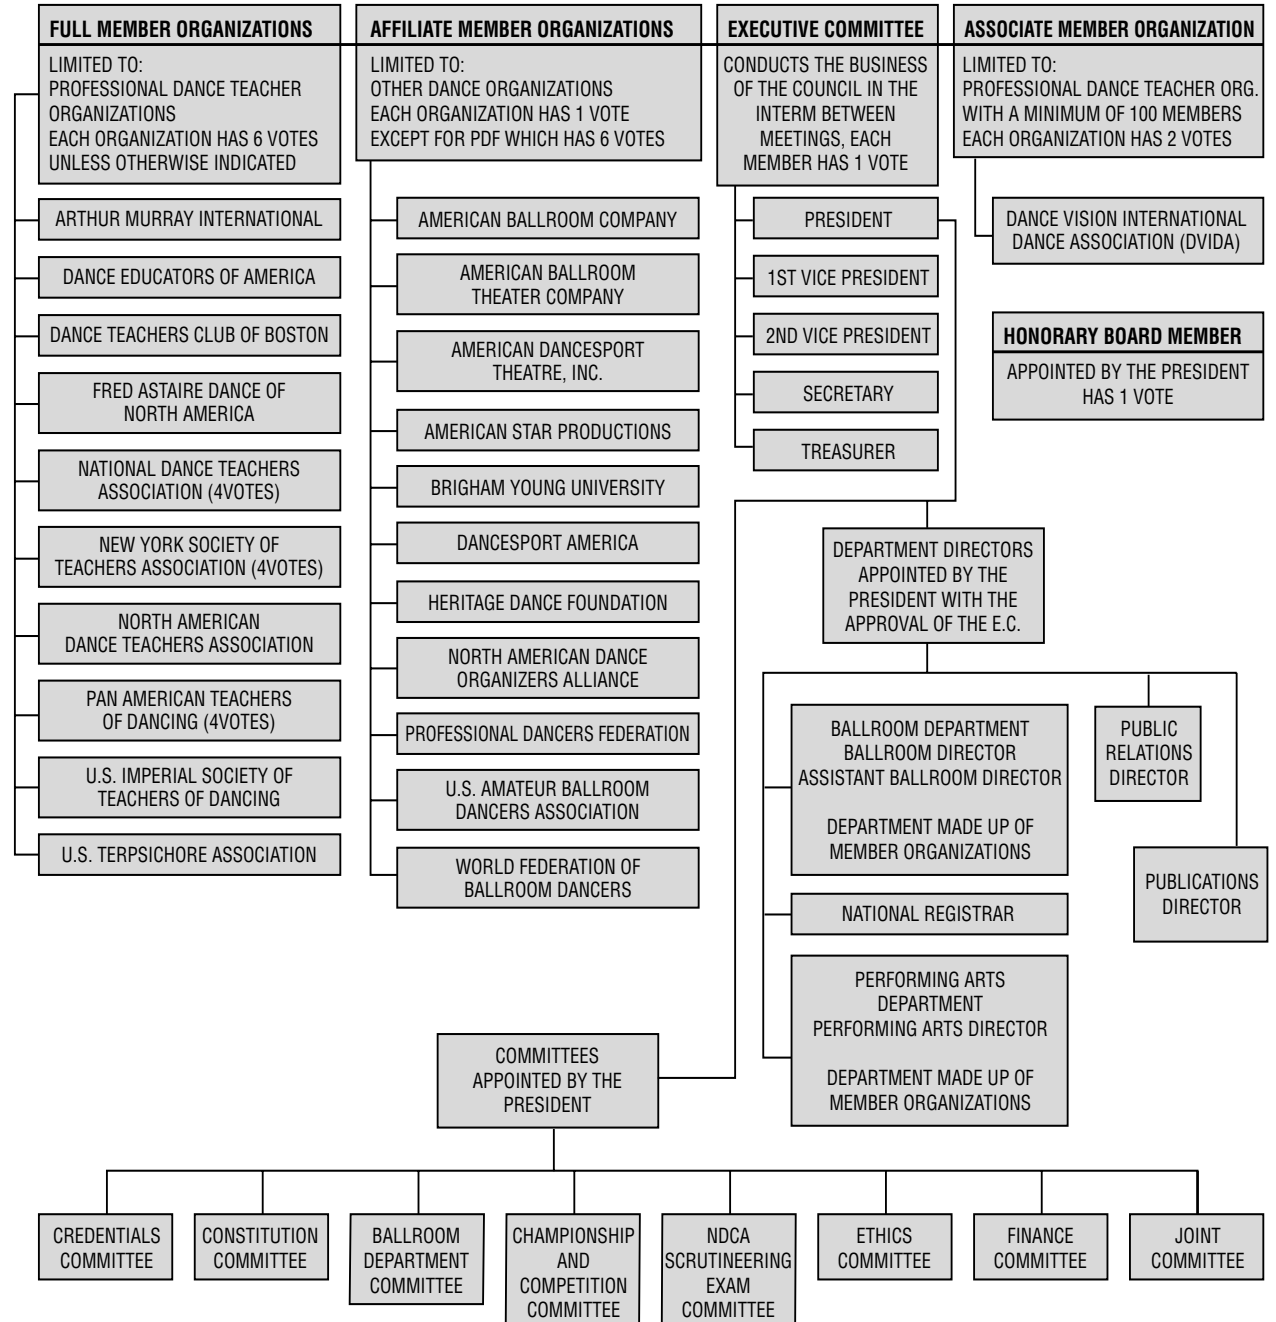 FULL MEMBER ORGANIZATIONS
LIMITED TO:
PROFESSIONAL DANCE TEACHER
ORGANIZATIONS
EACH ORGANIZATION HAS 6 VOTES
UNLESS OTHERWISE INDICATED
ARTHUR MURRAY INTERNATIONAL
DANCE EDUCATORS OF AMERICA
DANCE TEACHERS CLUB OF BOSTON
FRED ASTAIRE DANCE OF
NORTH AMERICA
NATIONAL DANCE TEACHERS
ASSOCIATION (4VOTES)
NEW YORK SOCIETY OF
TEACHERS ASSOCIATION (4VOTES)
NORTH AMERICAN
DANCE TEACHERS ASSOCIATION
PAN AMERICAN TEACHERS
OF DANCING (4VOTES)
U.S. IMPERIAL SOCIETY OF
TEACHERS OF DANCING
U.S. TERPSICHORE ASSOCIATION
AFFILIATE MEMBER ORGANIZATIONS
LIMITED TO:
OTHER DANCE ORGANIZATIONS
EACH ORGANIZATION HAS 1 VOTE
EXCEPT FOR PDF WHICH HAS 6 VOTES
AMERICAN BALLROOM COMPANY
AMERICAN BALLROOM
THEATER COMPANY
AMERICAN DANCESPORT
THEATRE, INC.
AMERICAN STAR PRODUCTIONS
BRIGHAM YOUNG UNIVERSITY
DANCESPORT AMERICA
HERITAGE DANCE FOUNDATION
NORTH AMERICAN DANCE
ORGANIZERS ALLIANCE
PROFESSIONAL DANCERS FEDERATION
U.S. AMATEUR BALLROOM
DANCERS ASSOCIATION
WORLD FEDERATION OF
BALLROOM DANCERS
EXECUTIVE COMMITTEE
CONDUCTS THE BUSINESS
OF THE COUNCIL IN THE
INTERM BETWEEN
MEETINGS, EACH
MEMBER HAS 1 VOTE
PRESIDENT
1ST VICE PRESIDENT
2ND VICE PRESIDENT
SECRETARY
TREASURER
ASSOCIATE MEMBER ORGANIZATION
LIMITED TO:
PROFESSIONAL DANCE TEACHER ORG.
WITH A MINIMUM OF 100 MEMBERS
EACH ORGANIZATION HAS 2 VOTES
DANCE VISION INTERNATIONAL
DANCE ASSOCIATION (DVIDA)
HONORARY BOARD MEMBER
APPOINTED BY THE PRESIDENT
HAS 1 VOTE
DEPARTMENT DIRECTORS
APPOINTED BY THE
PRESIDENT WITH THE
APPROVAL OF THE E.C.
BALLROOM DEPARTMENT
BALLROOM DIRECTOR
ASSISTANT BALLROOM DIRECTOR
DEPARTMENT MADE UP OF
MEMBER ORGANIZATIONS
PUBLIC
RELATIONS
DIRECTOR
PUBLICATIONS
DIRECTOR
NATIONAL REGISTRAR
PERFORMING ARTS
DEPARTMENT
PERFORMING ARTS DIRECTOR
DEPARTMENT MADE UP OF
MEMBER ORGANIZATIONS
COMMITTEES
APPOINTED BY THE
PRESIDENT
CREDENTIALS
COMMITTEE
CONSTITUTION
COMMITTEE
BALLROOM
DEPARTMENT
COMMITTEE
CHAMPIONSHIP
AND
COMPETITION
COMMITTEE
NDCA
SCRUTINEERING
EXAM
COMMITTEE
ETHICS
COMMITTEE
FINANCE
COMMITTEE
JOINT
COMMITTEE